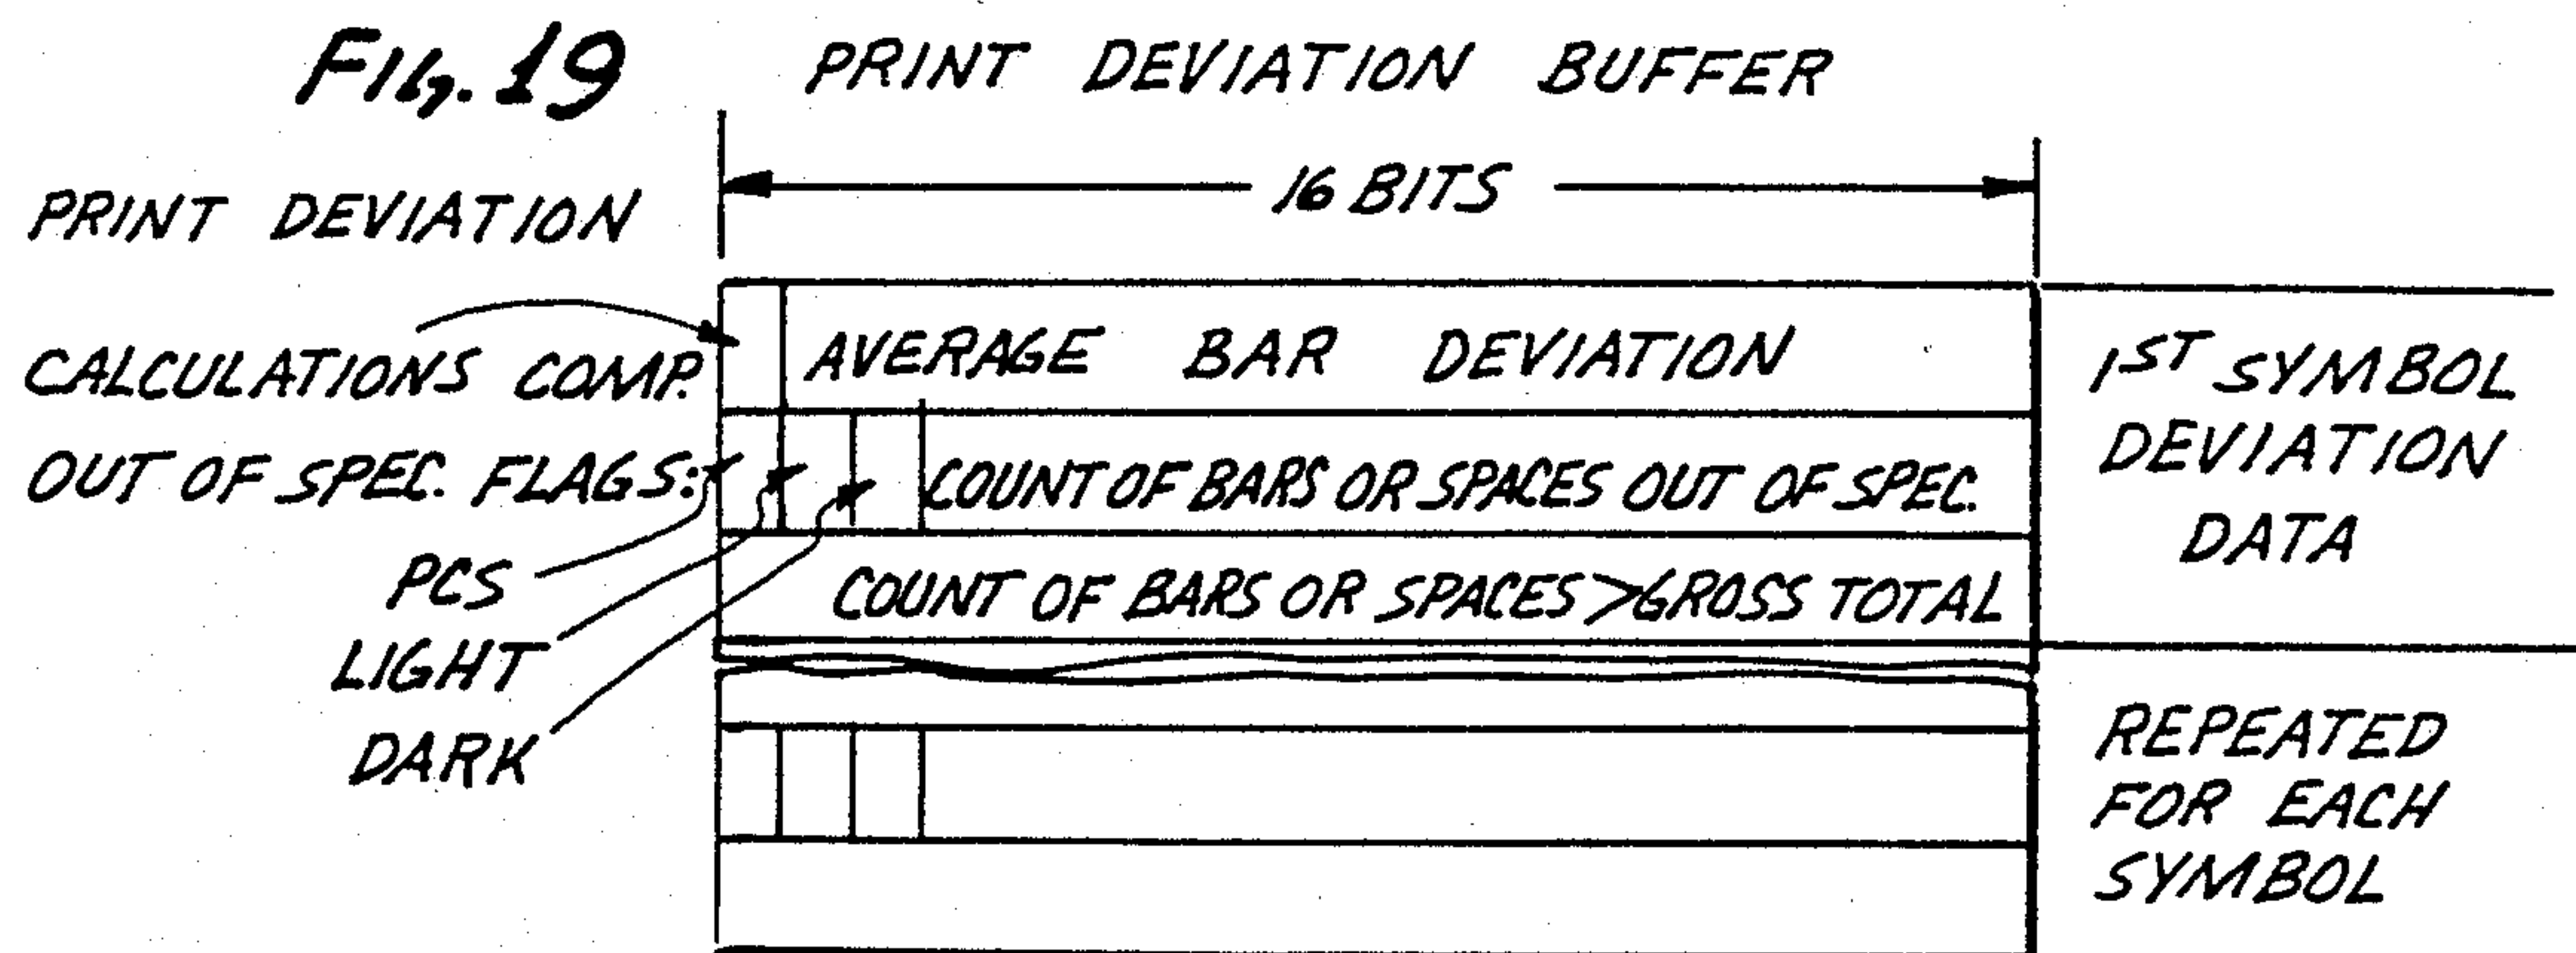 FIG. 19
PRINT DEVIATION BUFFER
16 BITS
PRINT DEVIATION
CALCULATIONS COMP.
AVERAGE BAR DEVIATION
OUT OF SPEC. FLAGS:
COUNT OF BARS OR SPACES OUT OF SPEC.
PCS
LIGHT
DARK
COUNT OF BARS OR SPACES>GROSS TOTAL
1ST SYMBOL
DEVIATION
DATA
REPEATED
FOR EACH
SYMBOL